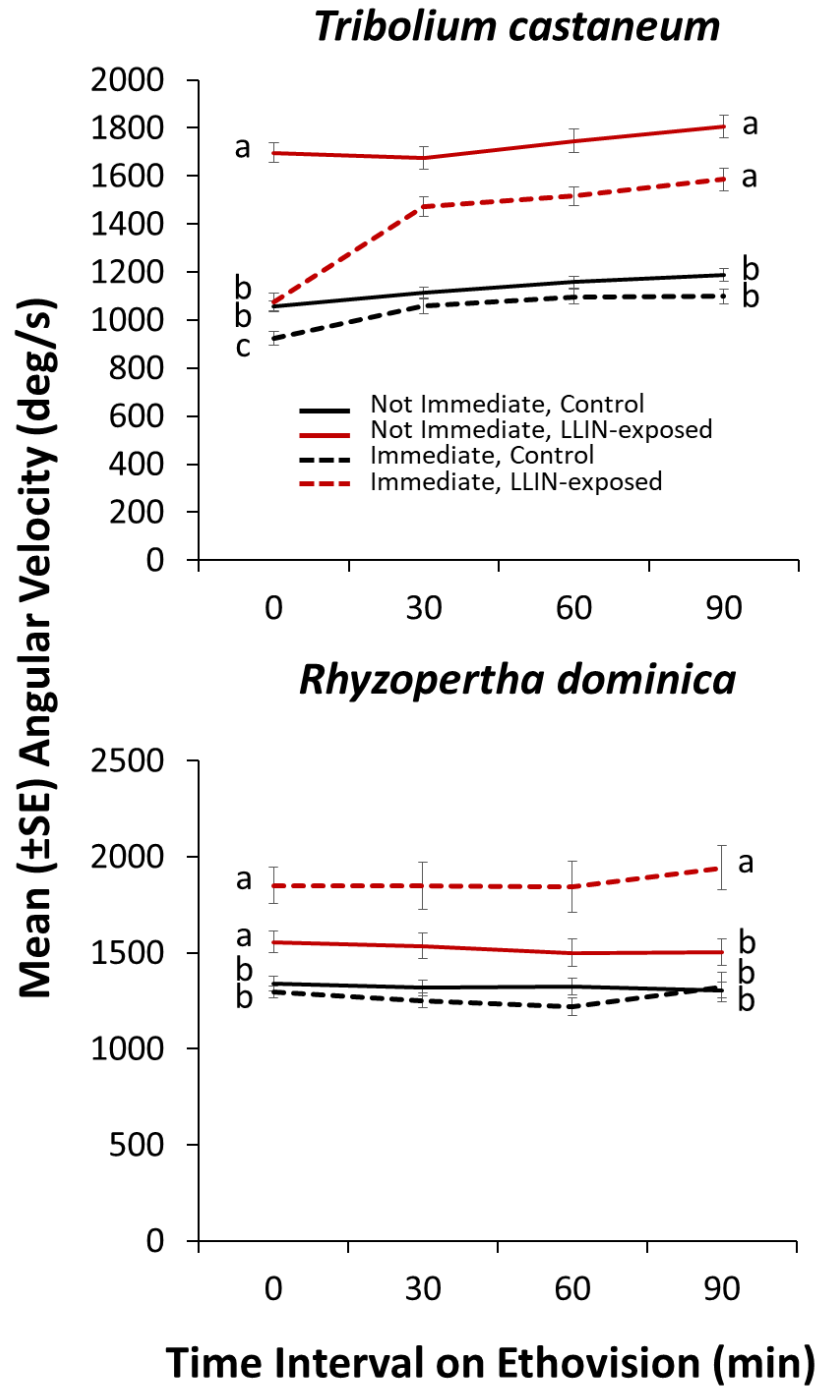 Tribolium castaneum
Mean (±SE) Angular Velocity (deg/s)
2000
1800
1600
1400
1200
1000
800
600
400
200
0
a
b
b
c
a
a
b
b
Not Immediate, Control
Not Immediate, LLIN-exposed
Immediate, Control
Immediate, LLIN-exposed
0 30 60 90
Rhyzopertha dominica
2500
2000
1500
1000
500
0
a
a
b
b
a
b
b
b
0 30 60 90
Time Interval on Ethovision (min)